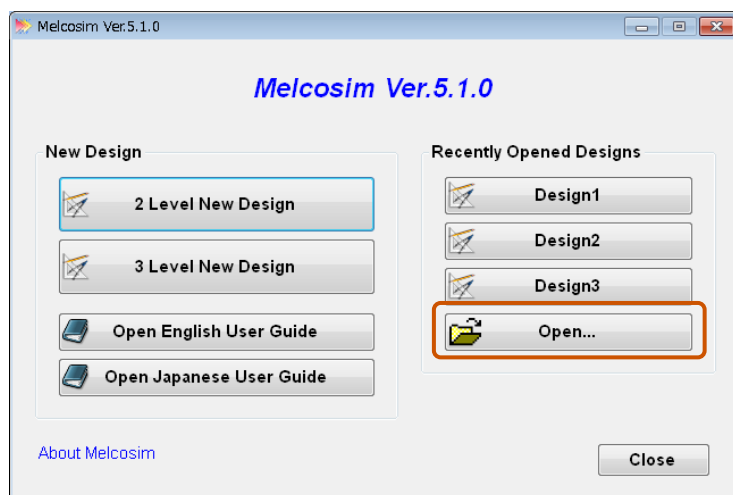 Melcosim Ver.5.1.0
Melcosim Ver.5.1.0
New Design
2 Level New Design
3 Level New Design
Open English User Guide
Open Japanese User Guide
Recently Opened Designs
Design1
Design2
Design3
Open...
About Melcosim
Close